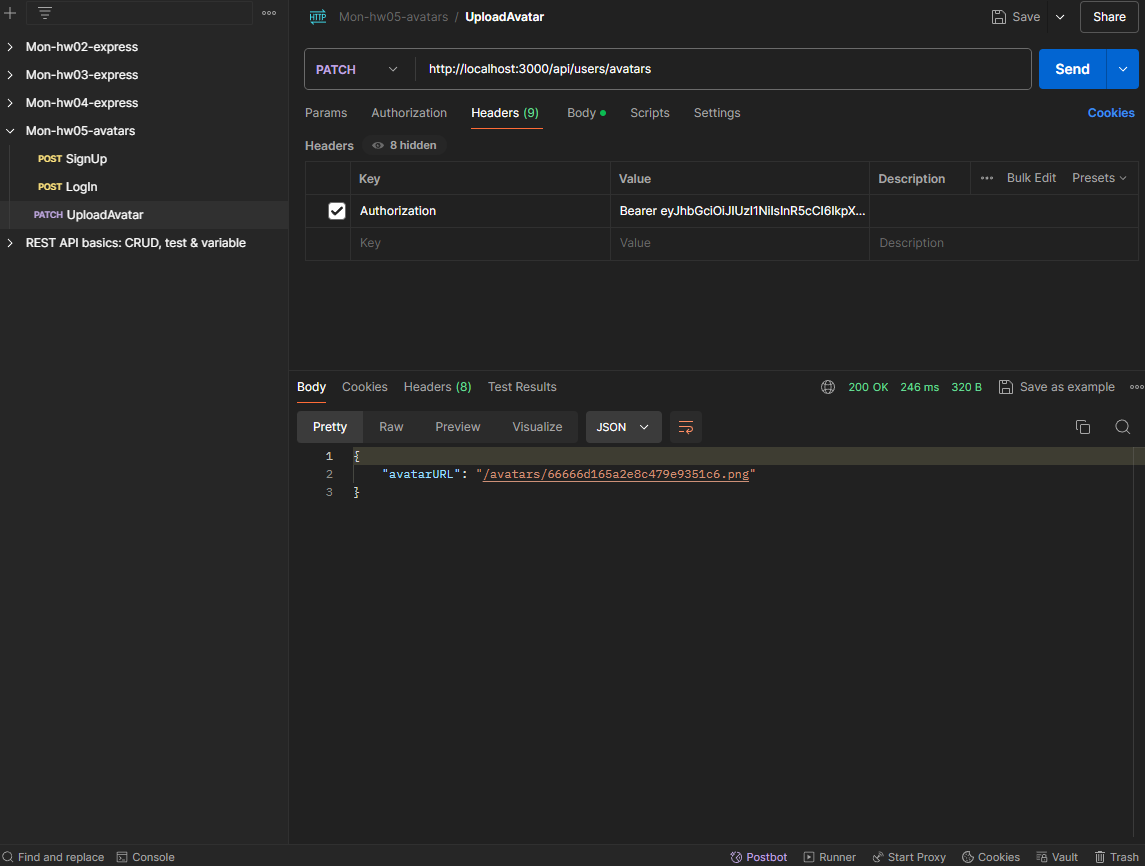 HTTP Mon-hw05-avatars / UploadAvatar Save Share
Mon-hw02-express
Mon-hw03-express
Mon-hw04-express
Mon-hw05-avatars
POST SignUp
POST LogIn
PATCH UploadAvatar
REST API basics: CRUD, test & variable
PATCH http://localhost:3000/api/users/avatars Send
Params Authorization Headers (9) Body Scripts Settings Cookies
Headers 8 hidden
Key Value Description Bulk Edit Presets
Authorization Bearer eyJhbGciOiJIUzI1NiIsInR5cCI6IkpX...
Key Value Description
Body Cookies Headers (8) Test Results 200 OK 246 ms 320 B Save as example
Pretty Raw Preview Visualize JSON
1 {
2 "avatarURL": "/avatars/66666d165a2e8c479e9351c6.png"
3 }
Find and replace Console Postbot Runner Start Proxy Cookies Vault Trash